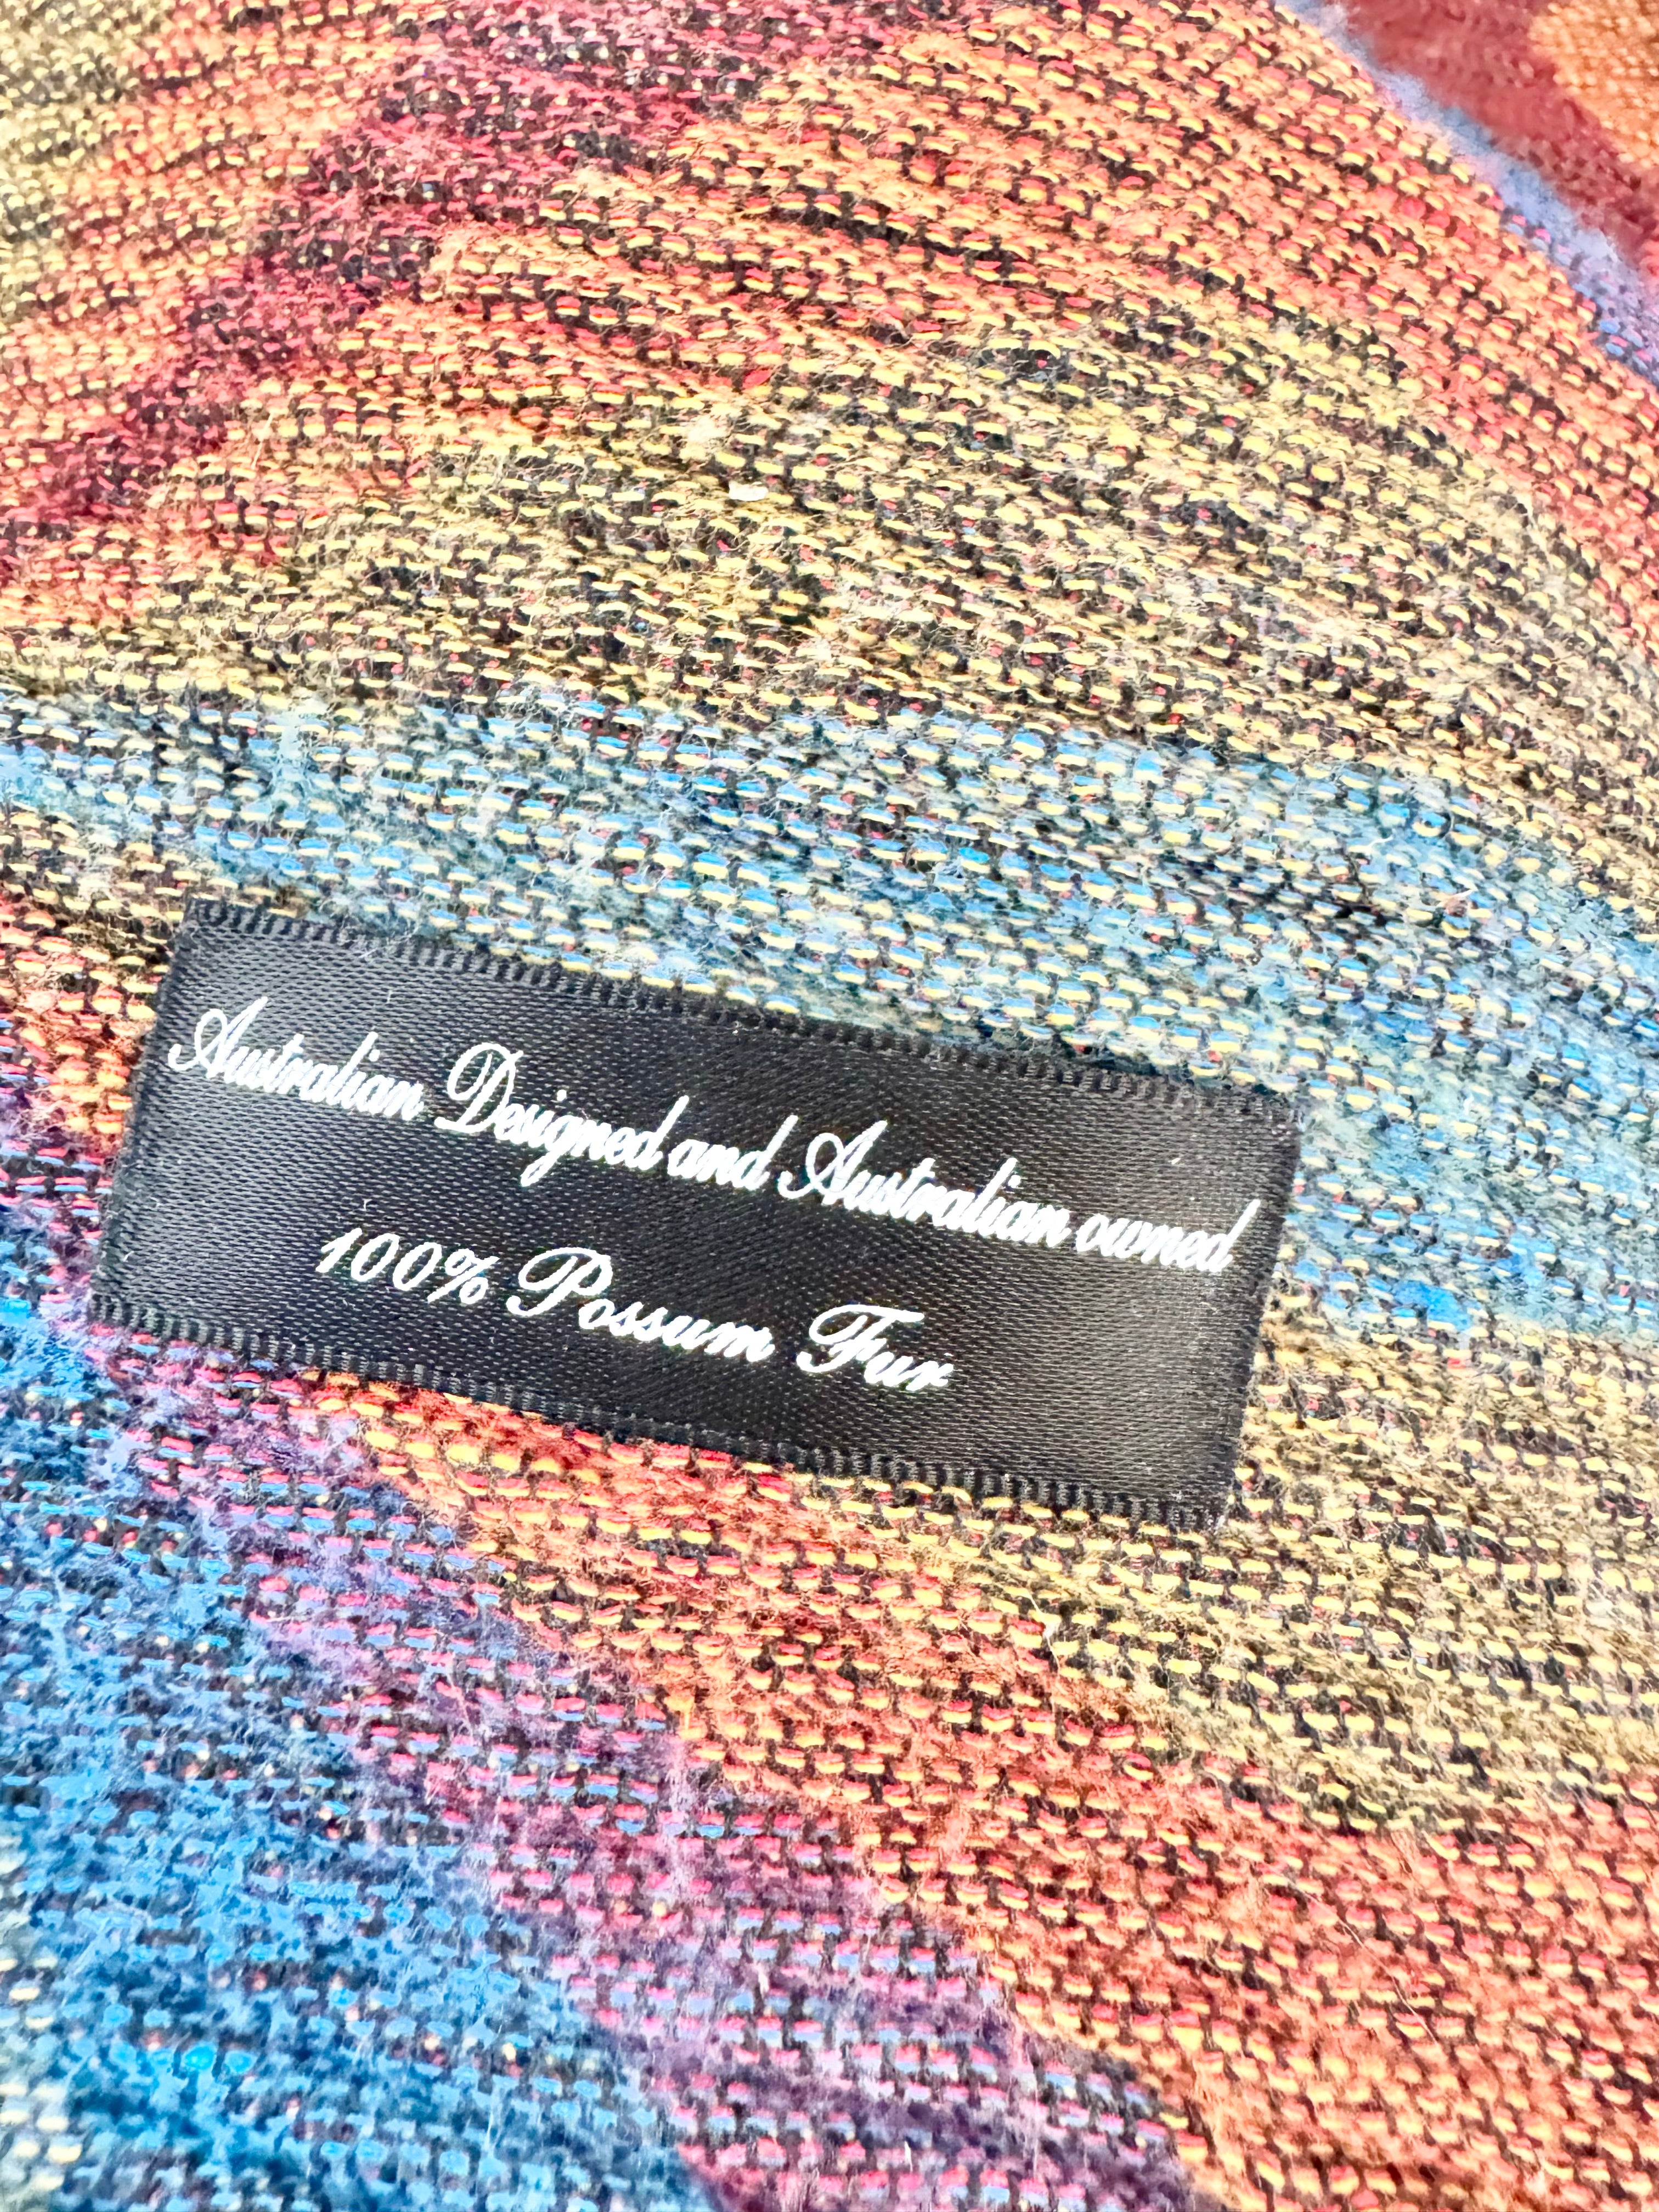 Australian Designed and Australian owned
100% Possum Fur